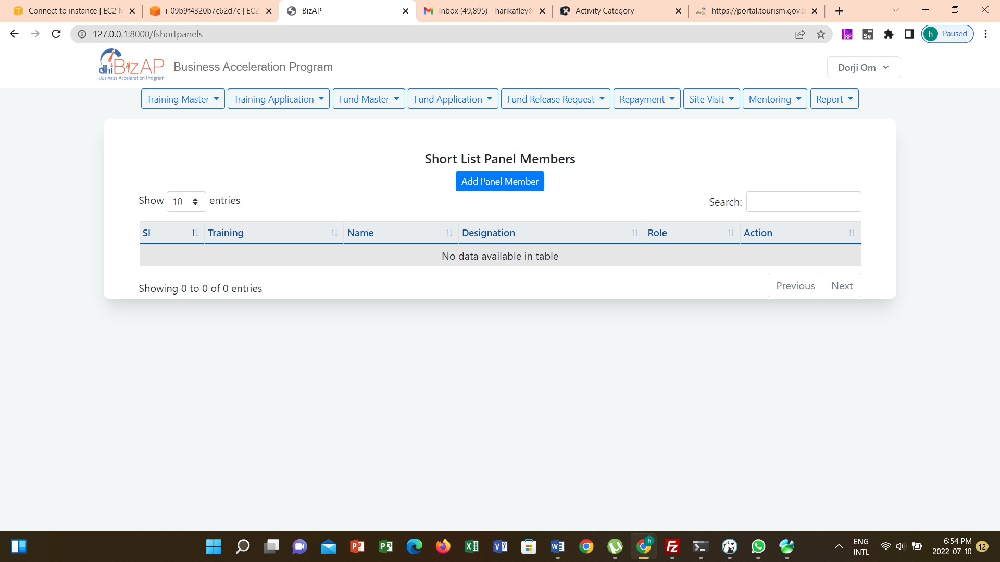 Connect to instance | EC2 M
i-09b9f4320b7c62d7c | EC2
BizAP
Inbox (49,895) - harikafley@
Activity Category
https://portal.tourism.gov.b
127.0.0.1:8000/fshortpanels
RP
Se
h
Paused
dhi BizAP
Business Acceleration Program
Business Acceleration Program
Dorji Om
Training Master
Training Application
Fund Master
Fund Application
Fund Release Request
Repayment
Site Visit
Mentoring
Report
Short List Panel Members
Add Panel Member
Show 10 entries
Search:
Sl Training Name Designation Role Action
No data available in table
Showing 0 to 0 of 0 entries
Previous Next
ENG
INTL
6:54 PM
2022-07-10
12